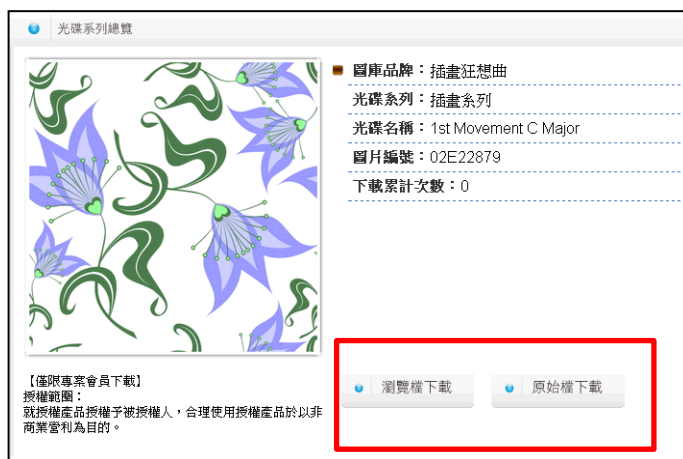 光碟系列總覽
圖庫品牌：插畫狂想曲
光碟系列：插畫系列
光碟名稱：1st Movement C Major
圖片編號：02E22879
下載累計次數：0
【僅限專案會員下載】
授權範圍：
就授權產品授權予被授權人，合理使用授權產品於以非
商業營利為目的。
瀏覽檔下載
原始檔下載